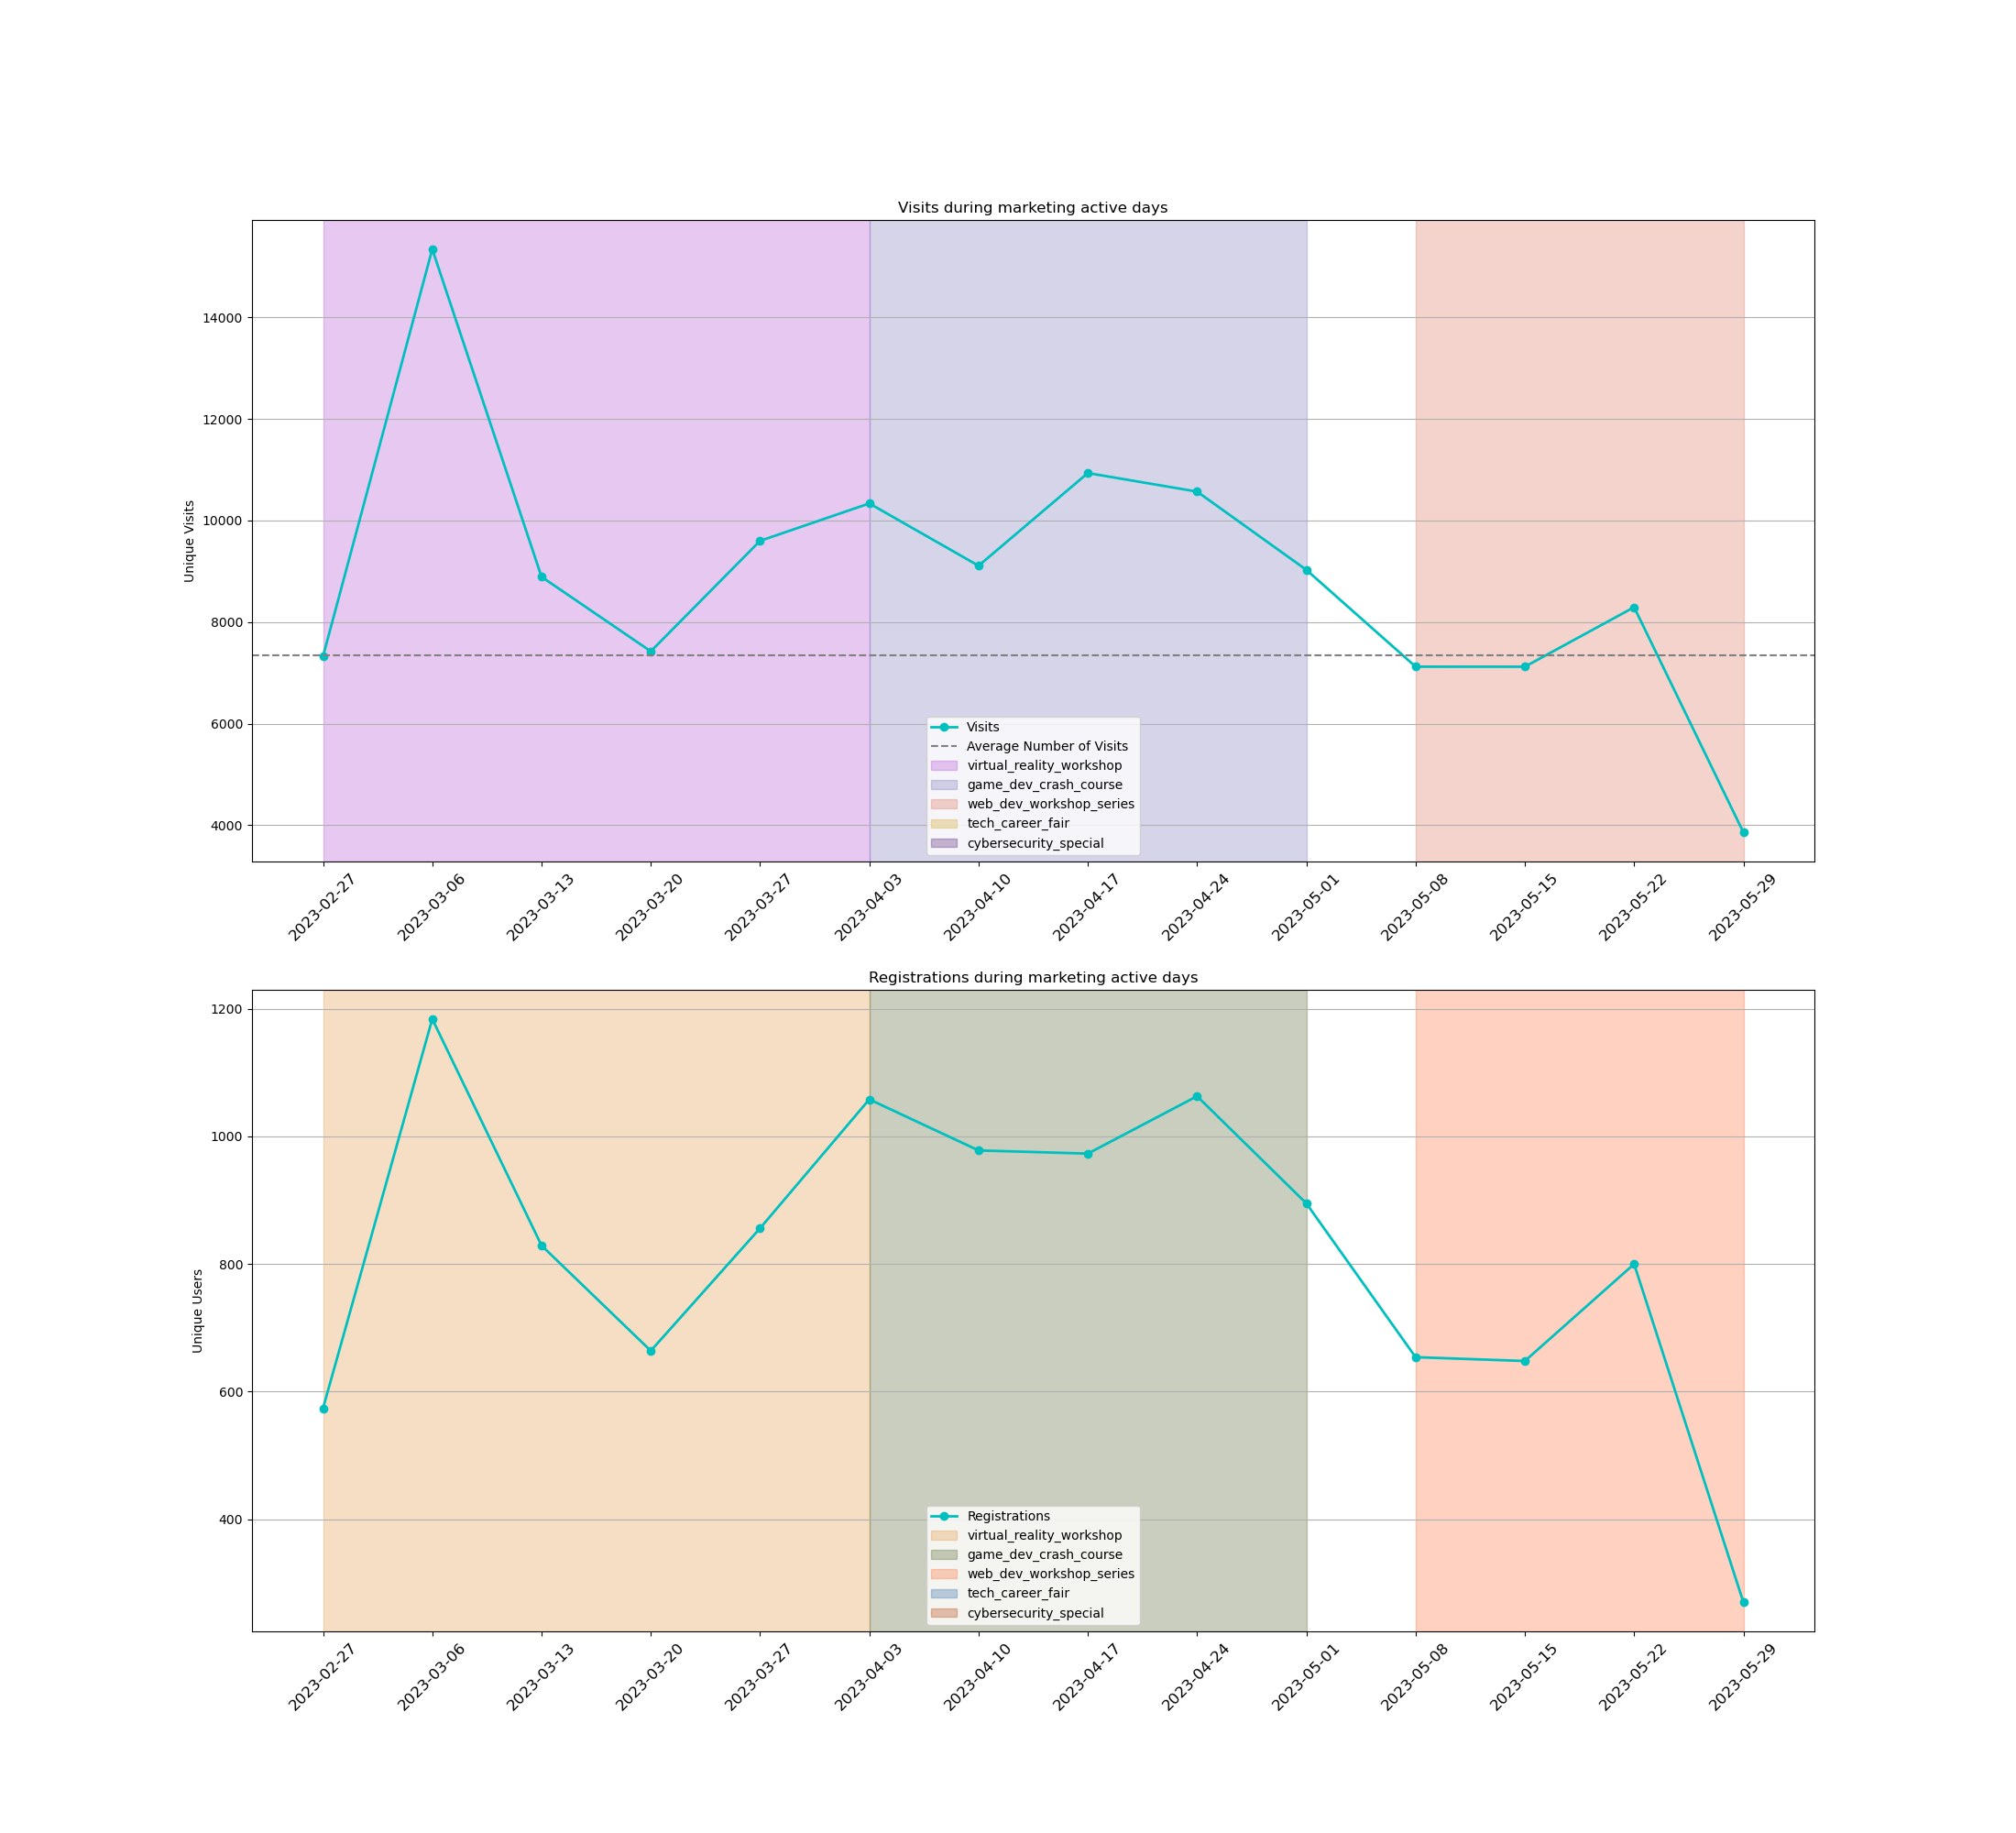 Visits during marketing active days
Unique Visits
14000
12000
10000
8000
6000
4000
Visits
Average Number of Visits
virtual_reality_workshop
game_dev_crash_course
web_dev_workshop_series
tech_career_fair
cybersecurity_special
2023-02-27
2023-03-06
2023-03-13
2023-03-20
2023-03-27
2023-04-03
2023-04-10
2023-04-17
2023-04-24
2023-05-01
2023-05-08
2023-05-15
2023-05-22
2023-05-29
Registrations during marketing active days
Unique Users
1200
1000
800
600
400
Registrations
virtual_reality_workshop
game_dev_crash_course
web_dev_workshop_series
tech_career_fair
cybersecurity_special
2023-02-27
2023-03-06
2023-03-13
2023-03-20
2023-03-27
2023-04-03
2023-04-10
2023-04-17
2023-04-24
2023-05-01
2023-05-08
2023-05-15
2023-05-22
2023-05-29